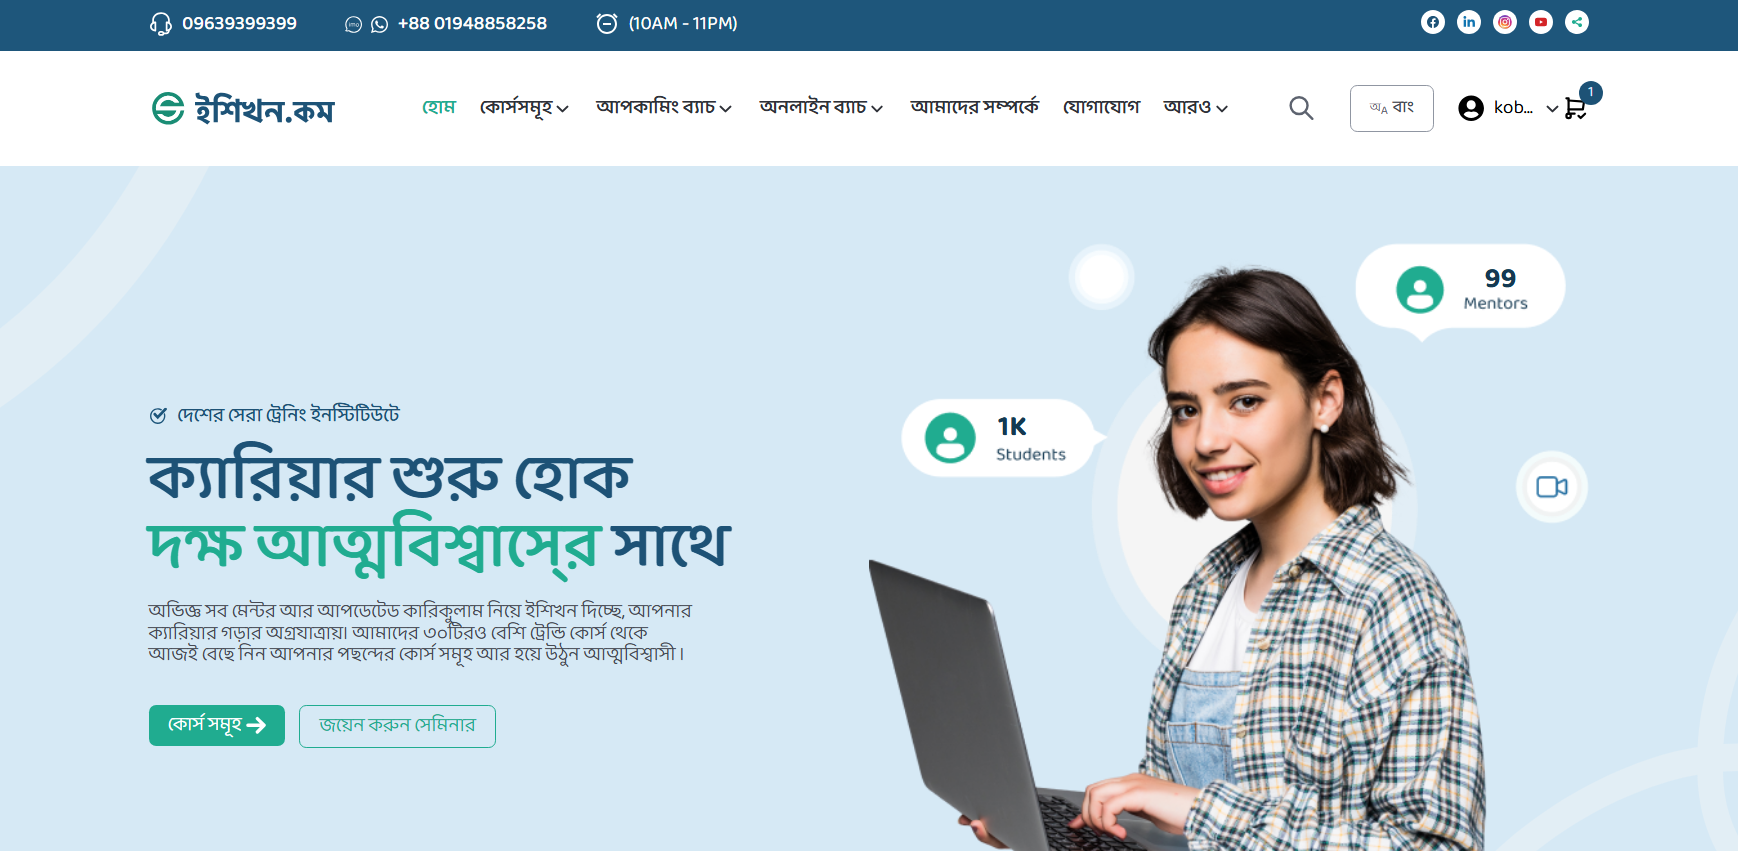 09639399399
imo +88 01948858258
(10AM - 11PM)
ইশিখন.কম
হোম কোর্সসমূহ আপকামিং ব্যাচ অনলাইন ব্যাচ আমাদের সম্পর্কে যোগাযোগ আরও
অA বাং
kob...
1
99
Mentors
1K
Students
দেশের সেরা ট্রেনিং ইনস্টিটিউটে
ক্যারিয়ার শুরু হোক
দক্ষ আত্মবিশ্বাসে্র সাথে
অভিজ্ঞ সব মেন্টর আর আপডেটেড কারিকুলাম নিয়ে ইশিখন দিচ্ছে, আপনার
ক্যারিয়ার গড়ার অগ্রযাত্রায়। আমাদের ৩০টিরও বেশি ট্রেন্ডি কোর্স থেকে
আজই বেছে নিন আপনার পছন্দের কোর্স সমূহ আর হয়ে উঠুন আত্মবিশ্বাসী ।
কোর্স সমূহ
জয়েন করুন সেমিনার